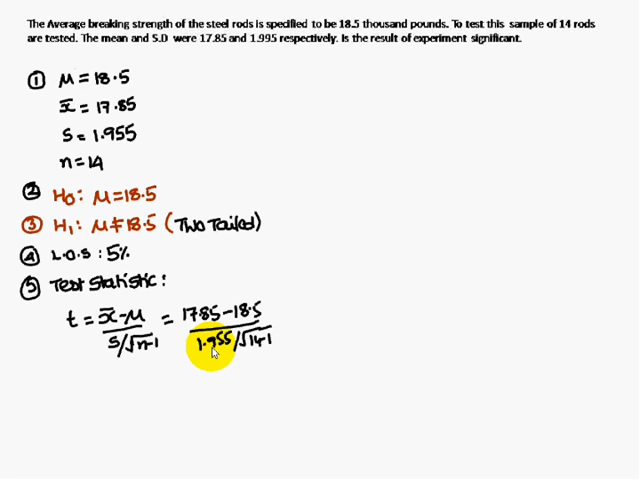 The Average breaking strength of the steel rods is specified to be 18.5 thousand pounds. To test this sample of 14 rods
are tested. The mean and S.D were 17.85 and 1.995 respectively. Is the result of experiment significant.
① μ = 18.5
x̄ = 17.85
S = 1.955
n = 14
② H₀: μ = 18.5
③ H₁: μ ≠ 18.5 (Two Tailed)
④ L.O.S : 5%
⑤ Test Statistic :
t = x̄-μ / S/√n-1 = 17.85-18.5 / 1.955/√14-1